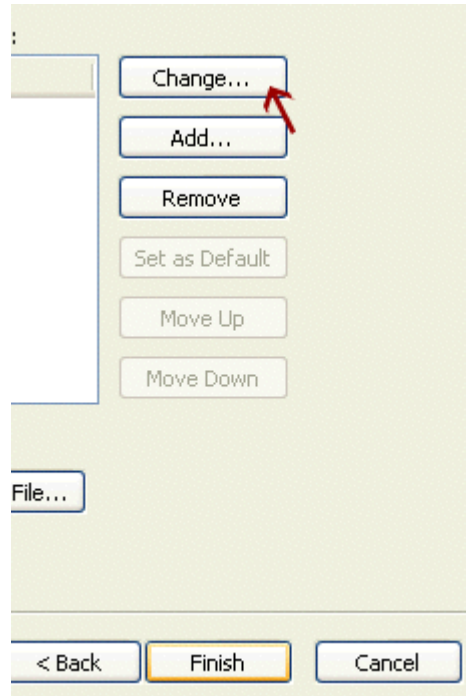 :
Change...
Add...
Remove
Set as Default
Move Up
Move Down
File...
< Back Finish Cancel